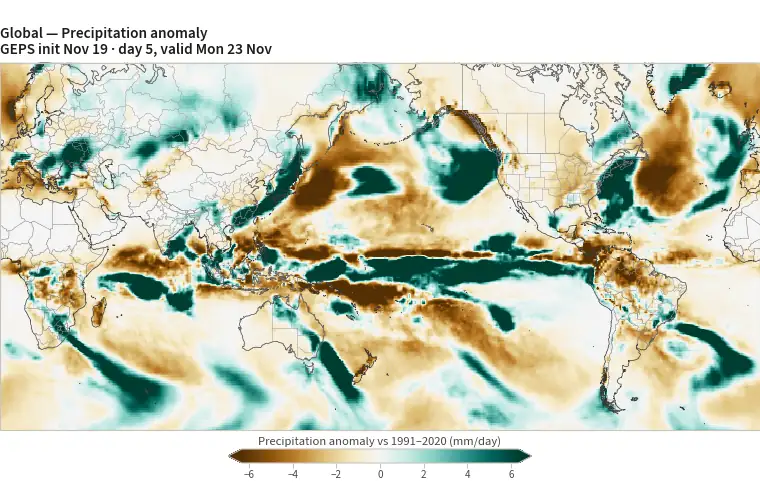 Global — Precipitation anomaly
GEPS init Nov 19 · day 5, valid Mon 23 Nov
Precipitation anomaly vs 1991–2020 (mm/day)
−6 −4 −2 0 2 4 6